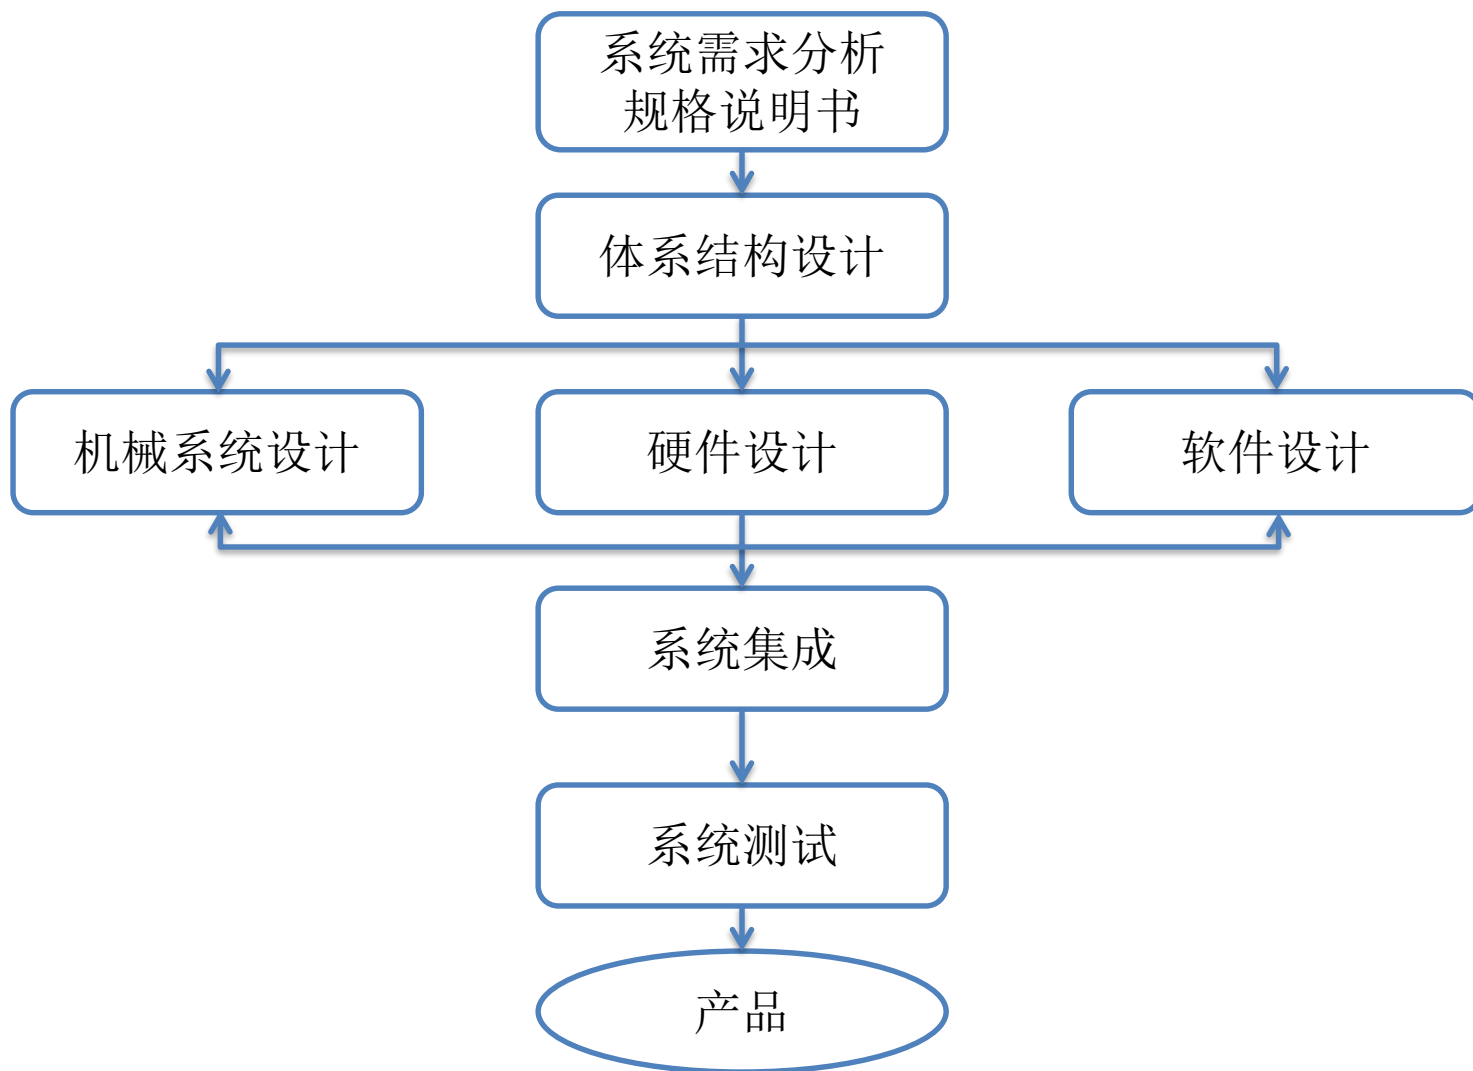 系统需求分析
规格说明书
体系结构设计
机械系统设计
硬件设计
软件设计
系统集成
系统测试
产品